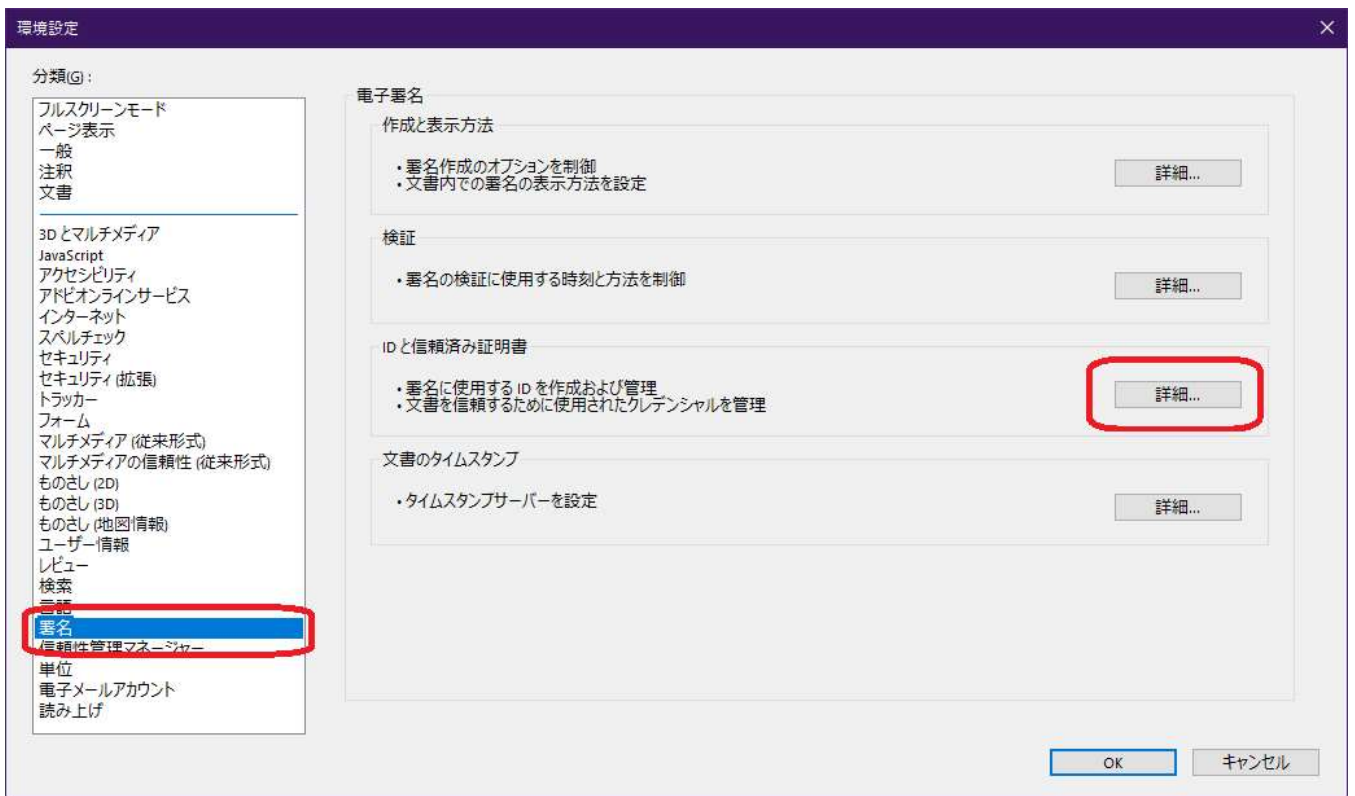 環境設定
分類(G):
フルスクリーンモード
ページ表示
一般
注釈
文書
3D とマルチメディア
JavaScript
アクセシビリティ
アドビオンラインサービス
インターネット
スペルチェック
セキュリティ
セキュリティ (拡張)
トラッカー
フォーム
マルチメディア (従来形式)
マルチメディアの信頼性 (従来形式)
ものさし (2D)
ものさし (3D)
ものさし (地図情報)
ユーザー情報
レビュー
検索
言語
署名
信頼性管理マネージャー
単位
電子メールアカウント
読み上げ
電子署名
作成と表示方法
・署名作成のオプションを制御
・文書内での署名の表示方法を設定
詳細...
検証
・署名の検証に使用する時刻と方法を制御
詳細...
ID と信頼済み証明書
・署名に使用する ID を作成および管理
・文書を信頼するために使用されたクレデンシャルを管理
詳細...
文書のタイムスタンプ
・タイムスタンプサーバーを設定
詳細...
OK
キャンセル